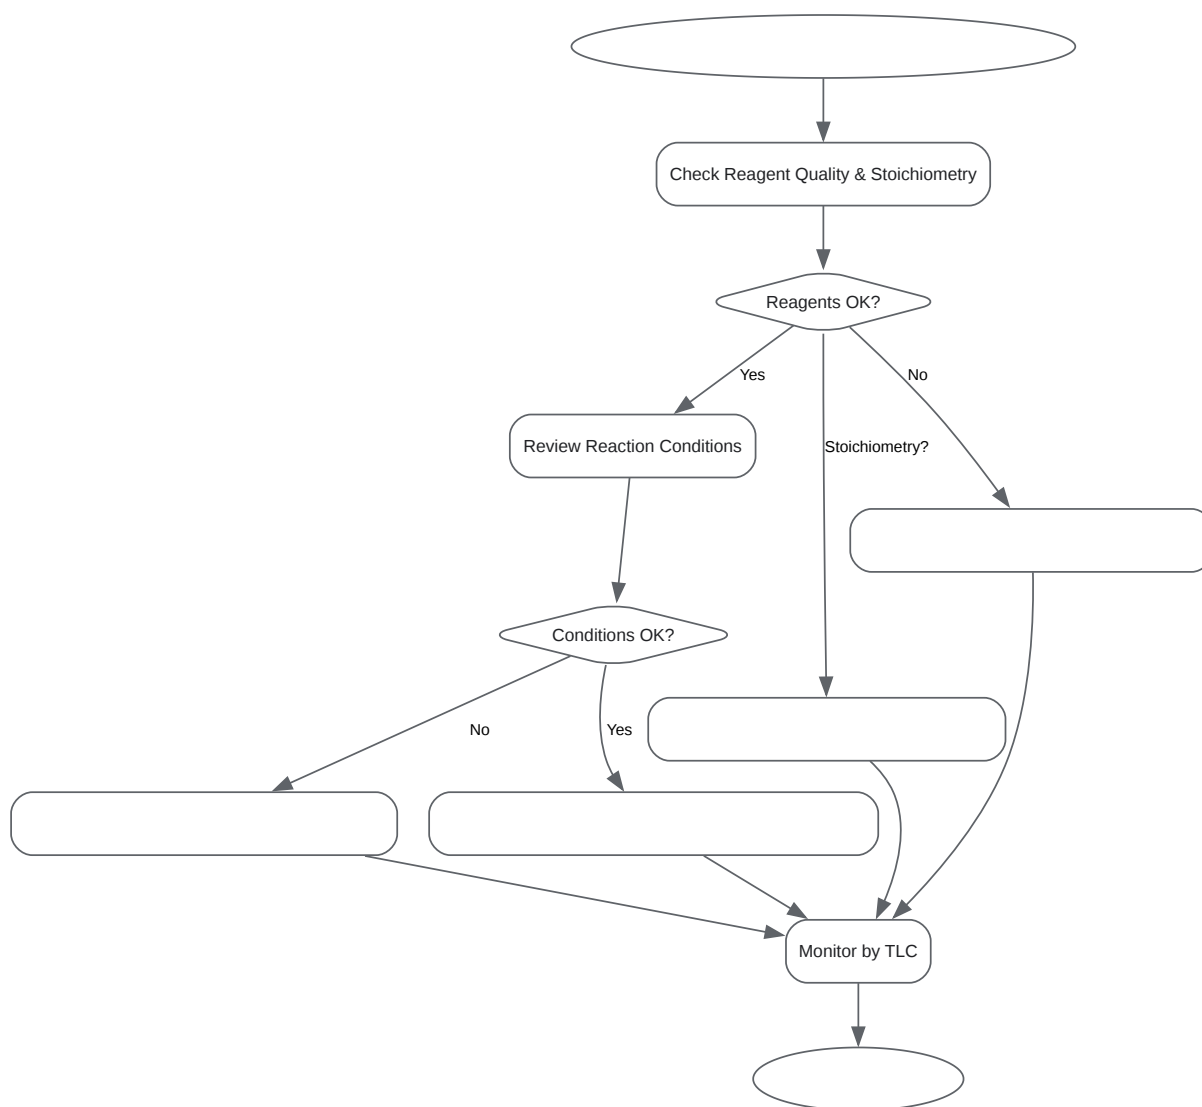 Check Reagent Quality & Stoichiometry
Reagents OK?
Yes
No
Review Reaction Conditions
Stoichiometry?
Conditions OK?
No
Yes
Monitor by TLC